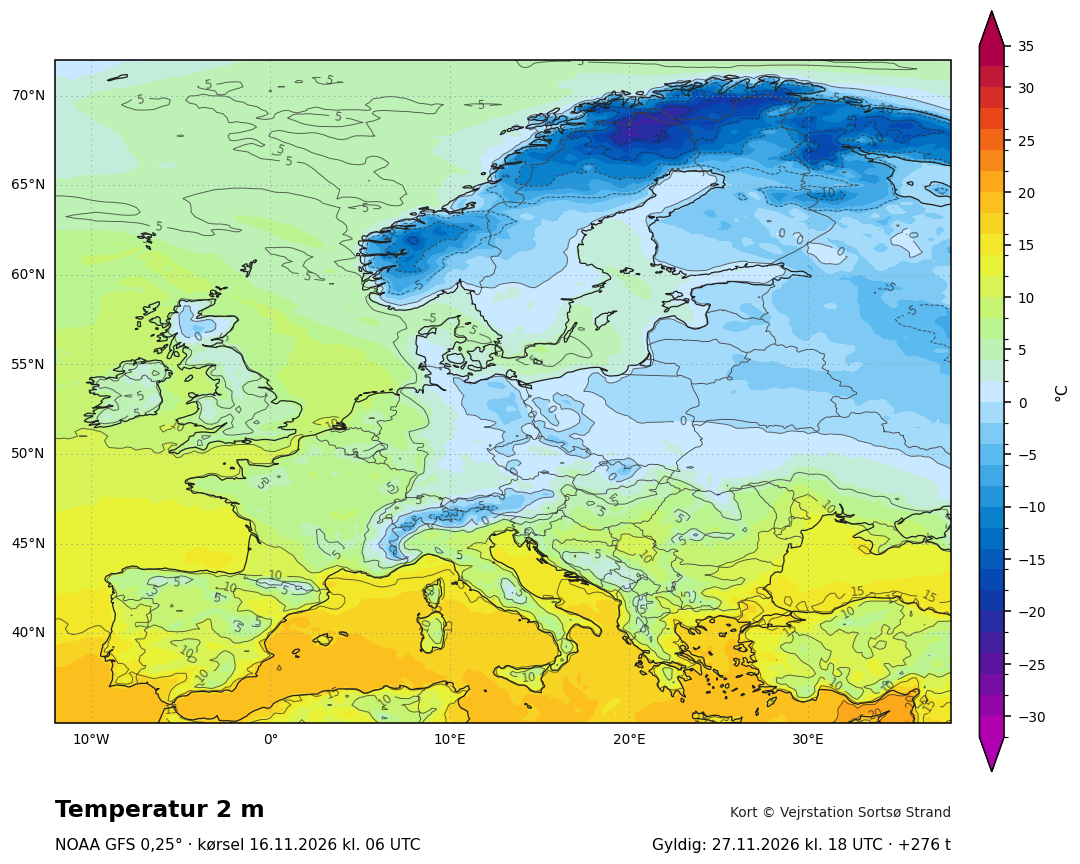 70°N
65°N
60°N
55°N
50°N
45°N
40°N
10°W
0°
10°E
20°E
30°E
35
30
25
20
15
10
5
0
−5
−10
−15
−20
−25
−30
°C
Temperatur 2 m
Kort © Vejrstation Sortsø Strand
NOAA GFS 0,25° · kørsel 16.11.2026 kl. 06 UTC
Gyldig: 27.11.2026 kl. 18 UTC · +276 t